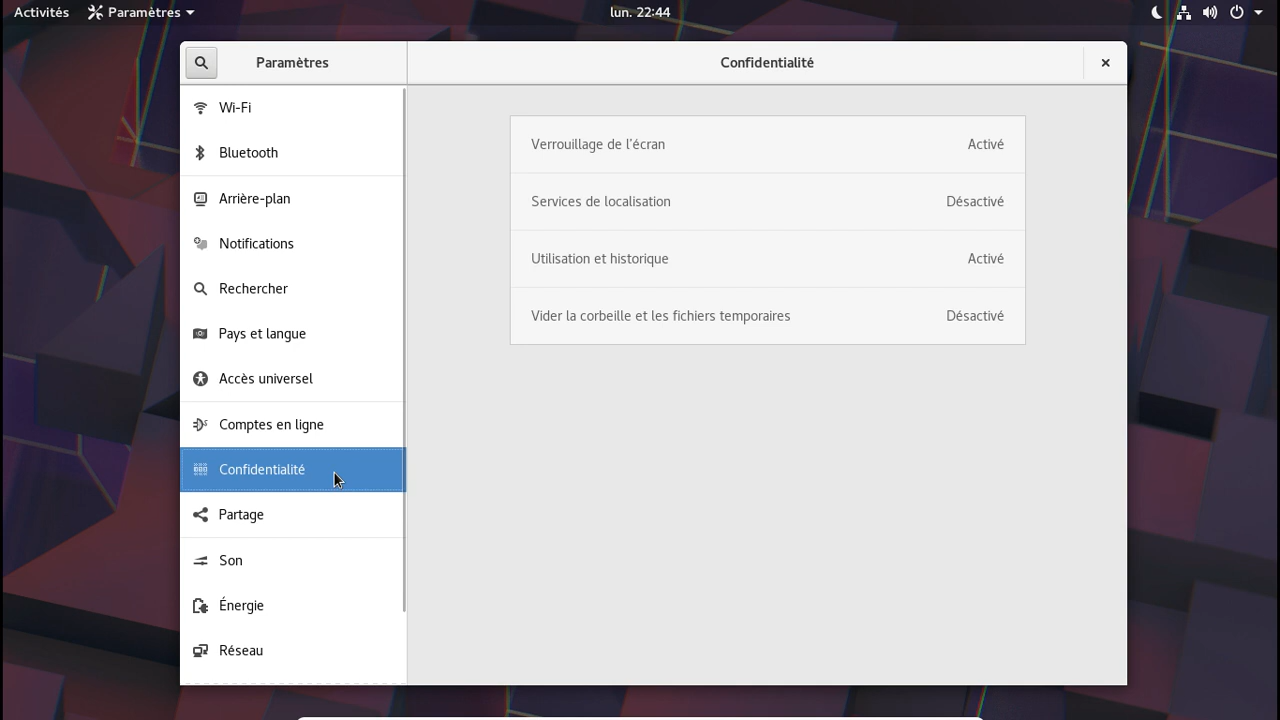 Activités
Paramètres
lun. 22:44
Paramètres
Confidentialité
Wi-Fi
Bluetooth
Arrière-plan
Notifications
Rechercher
Pays et langue
Accès universel
Comptes en ligne
Confidentialité
Partage
Son
Énergie
Réseau
Verrouillage de l'écran Activé
Services de localisation Désactivé
Utilisation et historique Activé
Vider la corbeille et les fichiers temporaires Désactivé